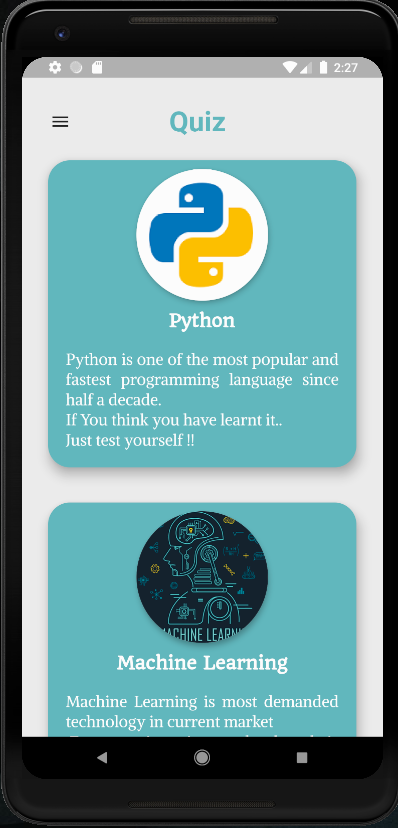 2:27
Quiz
Python
Python is one of the most popular and
fastest programming language since
half a decade.
If You think you have learnt it..
Just test yourself !!
MACHINE LEARNI
Machine Learning
Machine Learning is most demanded
technology in current market